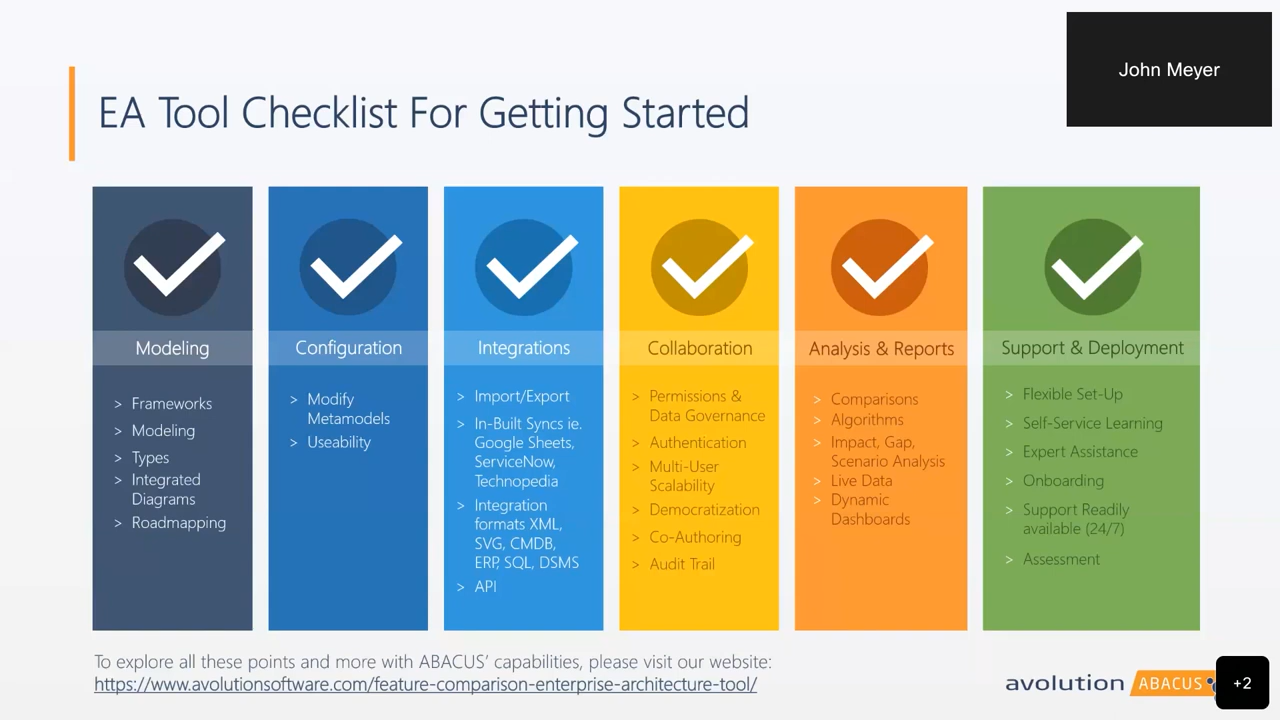 John Meyer
EA Tool Checklist For Getting Started
Modeling
> Frameworks
> Modeling
> Types
> Integrated
Diagrams
> Roadmapping
Configuration
> Modify
Metamodels
> Useability
Integrations
> Import/Export
> In-Built Syncs ie.
Google Sheets,
ServiceNow,
Technopedia
> Integration
formats XML,
SVG, CMDB,
ERP, SQL, DSMS
> API
Collaboration
> Permissions &
Data Governance
> Authentication
> Multi-User
Scalability
> Democratization
> Co-Authoring
> Audit Trail
Analysis & Reports
> Comparisons
> Algorithms
> Impact, Gap,
Scenario Analysis
> Live Data
> Dynamic
Dashboards
Support & Deployment
> Flexible Set-Up
> Self-Service Learning
> Expert Assistance
> Onboarding
> Support Readily
available (24/7)
> Assessment
To explore all these points and more with ABACUS’ capabilities, please visit our website:
https://www.avolutionsoftware.com/feature-comparison-enterprise-architecture-tool/
avolution ABACUS
+2